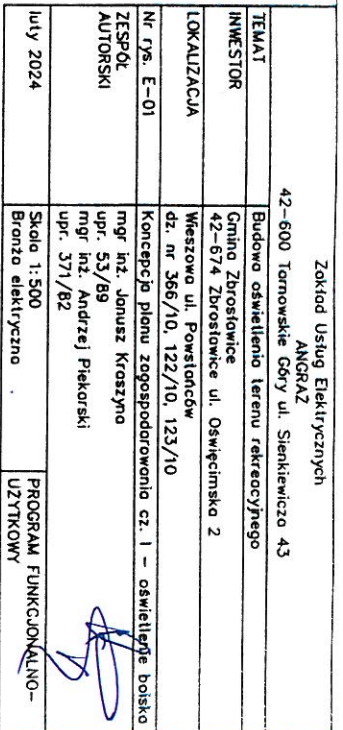 Zakład Usług Elektrycznych
ANGRAZ
42-600 Tarnowskie Góry ul. Sienkiewicza 43
TEMAT
Budowa oświetlenia terenu rekreacyjnego
INWESTOR
Gmina Zbrosławice
42-674 Zbrosławice ul. Oświęcimska 2
LOKALIZACJA
Wieszowa ul. Powstańców
dz. nr 366/10, 122/10, 123/10
Nr rys. E-01
Koncepcja planu zagospodarowania cz. I - oświetlenie boiska
ZESPÓŁ
AUTORSKI
mgr inż. Janusz Kraszyna
upr. 53/89
mgr inż. Andrzej Piekarski
upr. 371/82
luty 2024
Skala 1:500
Branża elektryczna
PROGRAM FUNKCJONALNO-
UŻYTKOWY